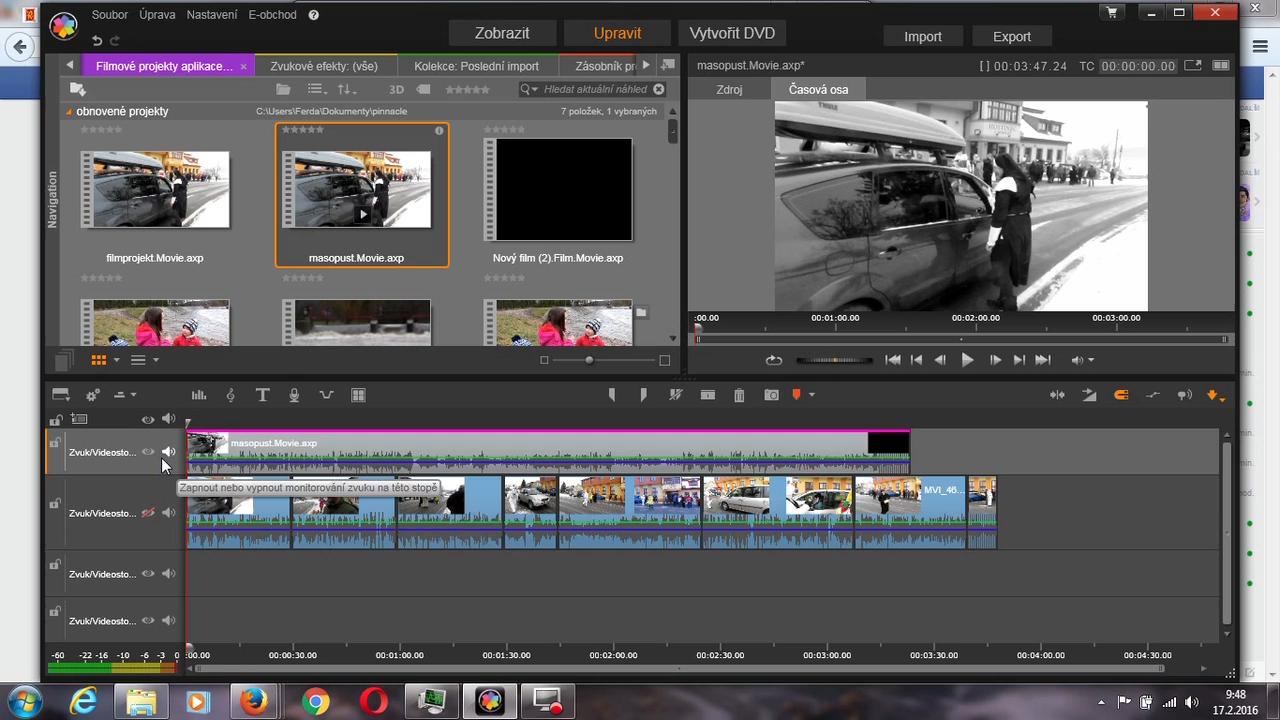 Soubor Úprava Nastavení E-obchod
Zobrazit Upravit Vytvořit DVD Import Export
Filmové projekty aplikace... × Zvukové efekty: (vše) Kolekce: Poslední import Zásobník pr
3D Hledat aktuální náhled
obnovené projekty C:\Users\Ferda\Dokumenty\pinnacle 7 položek, 1 vybraných
Navigation
filmprojekt.Movie.axp masopust.Movie.axp Nový film (2).Film.Movie.axp
masopust.Movie.axp* [ ] 00:03:47.24 TC 00:00:00.00
Zdroj Časová osa
:00.00 00:01:00.00 00:02:00.00 00:03:00.00
Zvuk/Videosto... masopust.Movie.axp
Zapnout nebo vypnout monitorování zvuku na této stopě
Zvuk/Videosto... MVI_46...
Zvuk/Videosto...
Zvuk/Videosto...
-60 -22 -16 -10 -6 -3 0 :00.00 00:00:30.00 00:01:00.00 00:01:30.00 00:02:00.00 00:02:30.00 00:03:00.00 00:03:30.00 00:04:00.00 00:04:30.00
9:48
17.2.2016